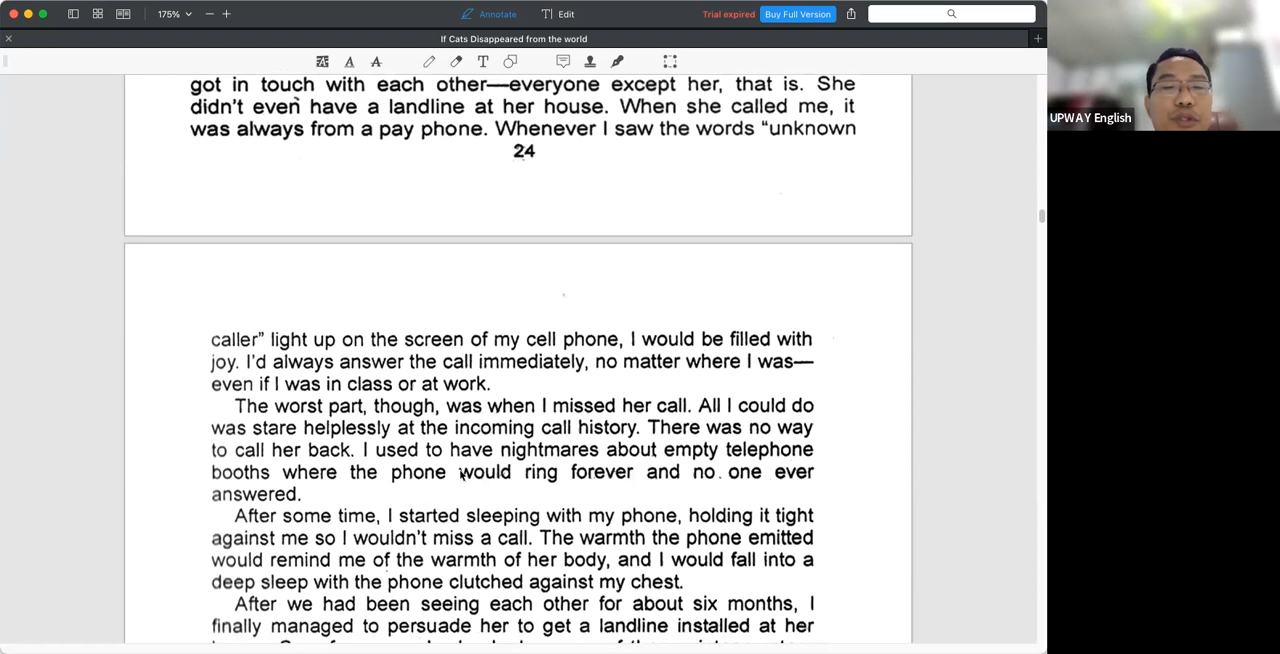 175%
Annotate
Edit
Trial expired
Buy Full Version
If Cats Disappeared from the world
got in touch with each other—everyone except her, that is. She
didn't even have a landline at her house. When she called me, it
was always from a pay phone. Whenever I saw the words “unknown
24
caller” light up on the screen of my cell phone, I would be filled with
joy. I'd always answer the call immediately, no matter where I was—
even if I was in class or at work.
The worst part, though, was when I missed her call. All I could do
was stare helplessly at the incoming call history. There was no way
to call her back. I used to have nightmares about empty telephone
booths where the phone would ring forever and no one ever
answered.
After some time, I started sleeping with my phone, holding it tight
against me so I wouldn't miss a call. The warmth the phone emitted
would remind me of the warmth of her body, and I would fall into a
deep sleep with the phone clutched against my chest.
After we had been seeing each other for about six months, I
finally managed to persuade her to get a landline installed at her
UPWAY English